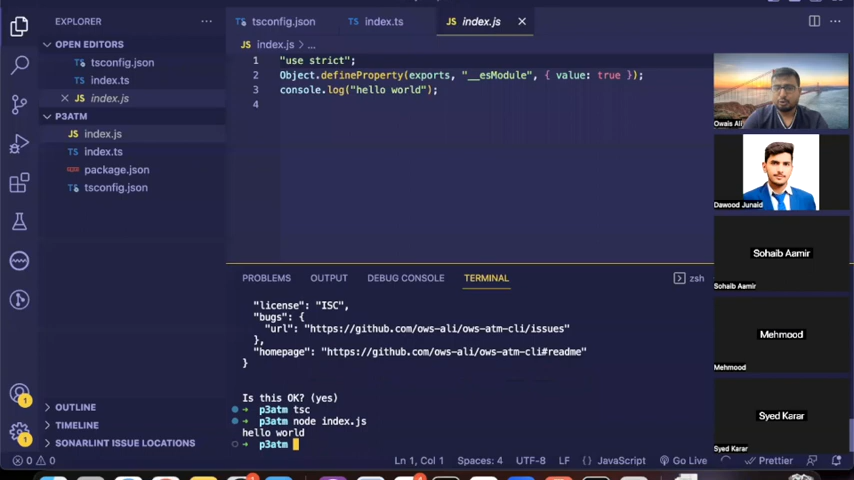 EXPLORER
OPEN EDITORS
tsconfig.json
index.ts
index.js
P3ATM
index.js
index.ts
package.json
tsconfig.json
OUTLINE
TIMELINE
SONARLINT ISSUE LOCATIONS
tsconfig.json index.ts index.js
index.js > ...
1 "use strict";
2 Object.defineProperty(exports, "__esModule", { value: true });
3 console.log("hello world");
4
PROBLEMS OUTPUT DEBUG CONSOLE TERMINAL zsh
"license": "ISC",
"bugs": {
"url": "https://github.com/ows-ali/ows-atm-cli/issues"
},
"homepage": "https://github.com/ows-ali/ows-atm-cli#readme"
}
Is this OK? (yes)
p3atm tsc
p3atm node index.js
hello world
p3atm
Owais Ali
Dawood Junaid
Sohaib Aamir
Sohaib Aamir
Mehmood
Mehmood
Syed Karar
Syed Karar
1
1
0 0 Ln 1, Col 1 Spaces: 4 UTF-8 LF {} JavaScript Go Live Prettier